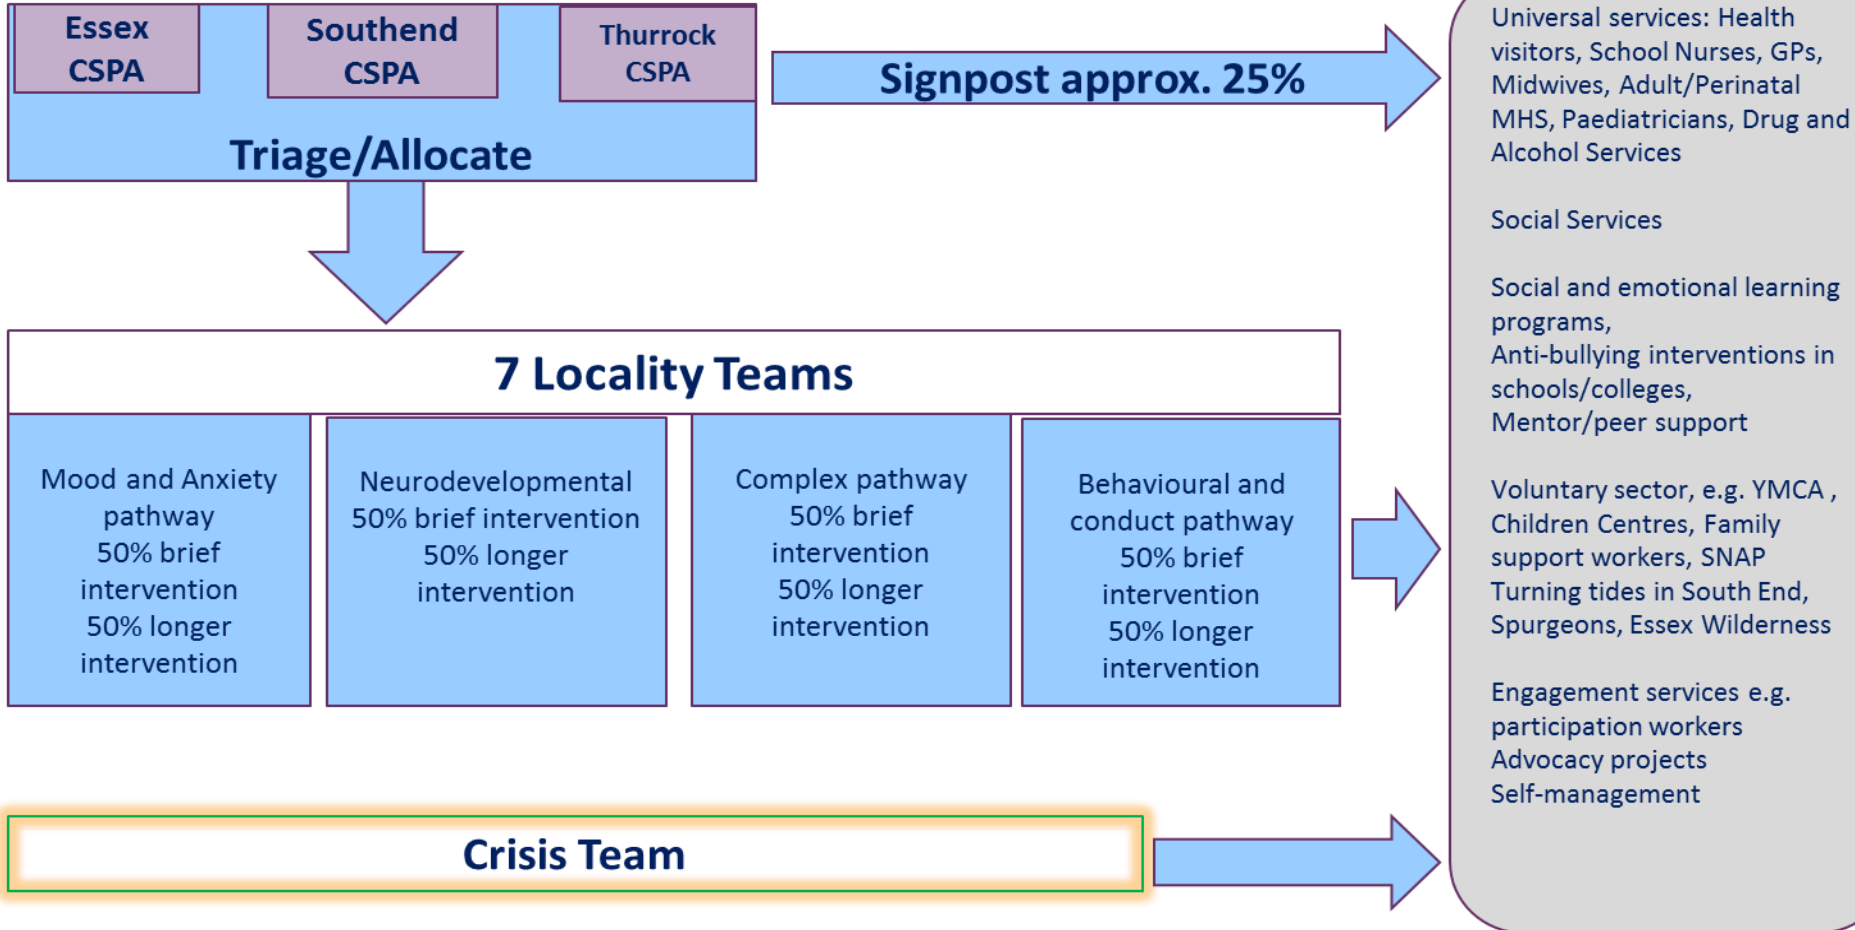 Essex
CSPA
Southend
CSPA
Thurrock
CSPA
Triage/Allocate
Signpost approx. 25%
7 Locality Teams
Mood and Anxiety
pathway
50% brief
intervention
50% longer
intervention
Neurodevelopmental
50% brief intervention
50% longer
intervention
Complex pathway
50% brief
intervention
50% longer
intervention
Behavioural and
conduct pathway
50% brief
intervention
50% longer
intervention
Crisis Team
Universal services: Health
visitors, School Nurses, GPs,
Midwives, Adult/Perinatal
MHS, Paediatricians, Drug and
Alcohol Services
Social Services
Social and emotional learning
programs,
Anti-bullying interventions in
schools/colleges,
Mentor/peer support
Voluntary sector, e.g. YMCA ,
Children Centres, Family
support workers, SNAP
Turning tides in South End,
Spurgeons, Essex Wilderness
Engagement services e.g.
participation workers
Advocacy projects
Self-management